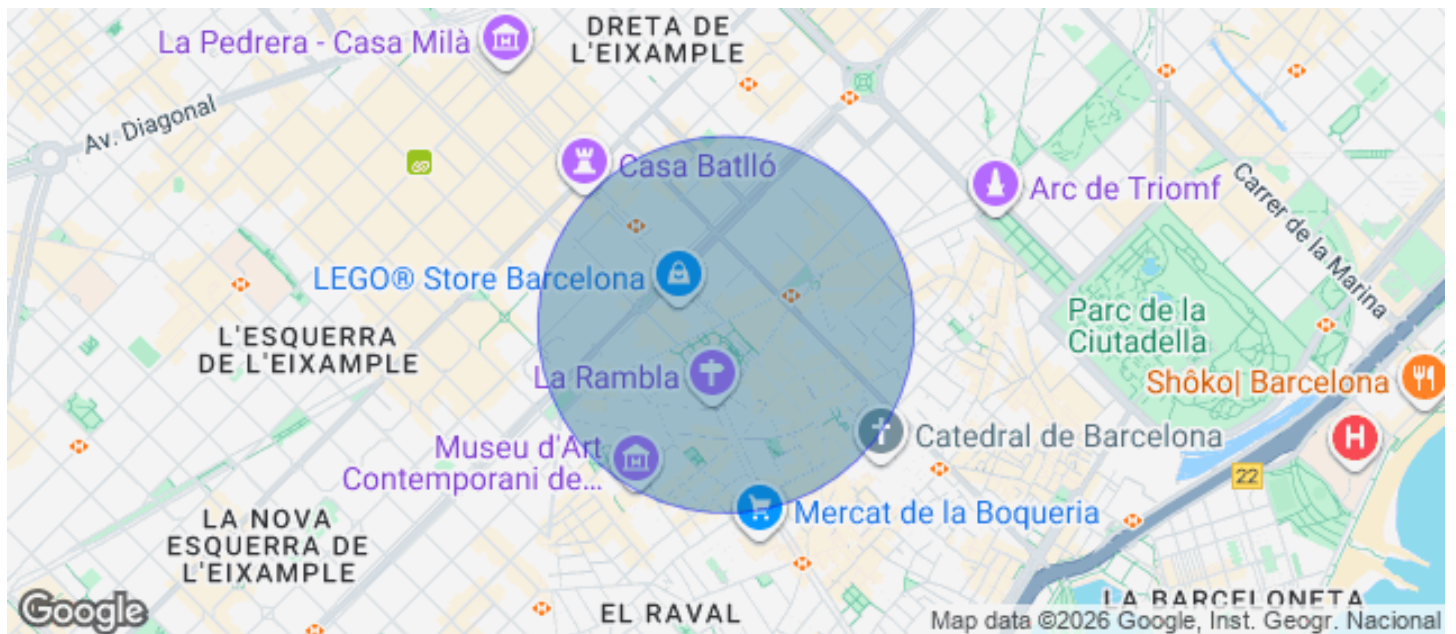 La Pedrera - Casa Milà
DRETA DE
L'EIXAMPLE
Av. Diagonal
Casa Batlló
Arc de Triomf
Carrer de la Marina
LEGO® Store Barcelona
L'ESQUERRA
DE L'EIXAMPLE
Parc de la
Ciutadella
La Rambla
Shôko| Barcelona
H
Museu d'Art
Contemporani de...
Catedral de Barcelona
22
Mercat de la Boqueria
LA NOVA
ESQUERRA DE
L'EIXAMPLE
EL RAVAL
LA BARCELONETA
Google
Map data ©2026 Google, Inst. Geogr. Nacional